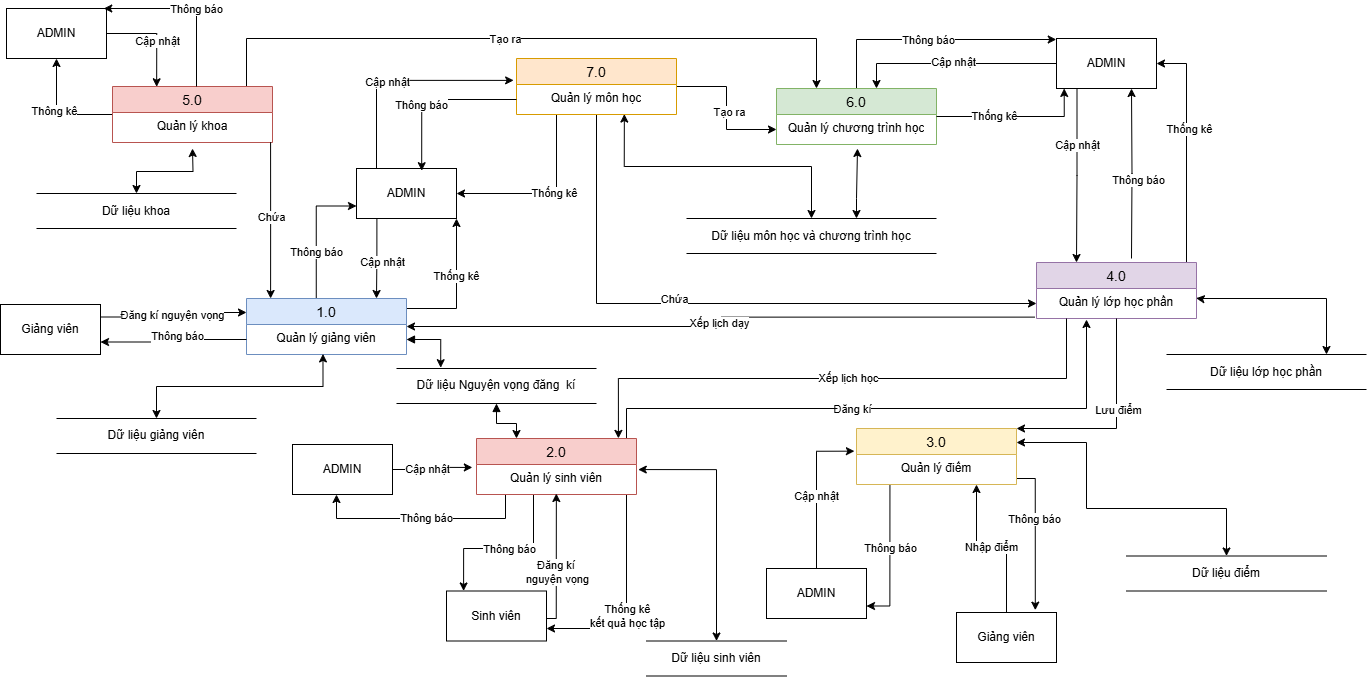 Thông báo
ADMIN
Cập nhật
Thống kê
5.0
Quản lý khoa
Dữ liệu khoa
Chứa
Tạo ra
Cập nhật
Thông báo
7.0
Quản lý môn học
Tạo ra
6.0
Quản lý chương trình học
Thông báo
Cập nhật
Thống kê
ADMIN
Cập nhật
Thông báo
Thống kê
ADMIN
Thống kê
Thông báo
Cập nhật
Thống kê
Dữ liệu môn học và chương trình học
4.0
Quản lý lớp học phần
Chứa
Xếp lịch dạy
Giảng viên
Đăng kí nguyện vọng
Thông báo
1.0
Quản lý giảng viên
Dữ liệu lớp học phần
Dữ liệu Nguyện vọng đăng kí
Xếp lịch học
Đăng kí
Lưu điểm
Dữ liệu giảng viên
ADMIN
Cập nhật
Thông báo
2.0
Quản lý sinh viên
3.0
Quản lý điểm
Cập nhật
Thông báo
Nhập điểm
Thông báo
Thông báo
Đăng kí
nguyện vọng
Sinh viên
Thống kê
kết quả học tập
Dữ liệu sinh viên
ADMIN
Giảng viên
Dữ liệu điểm